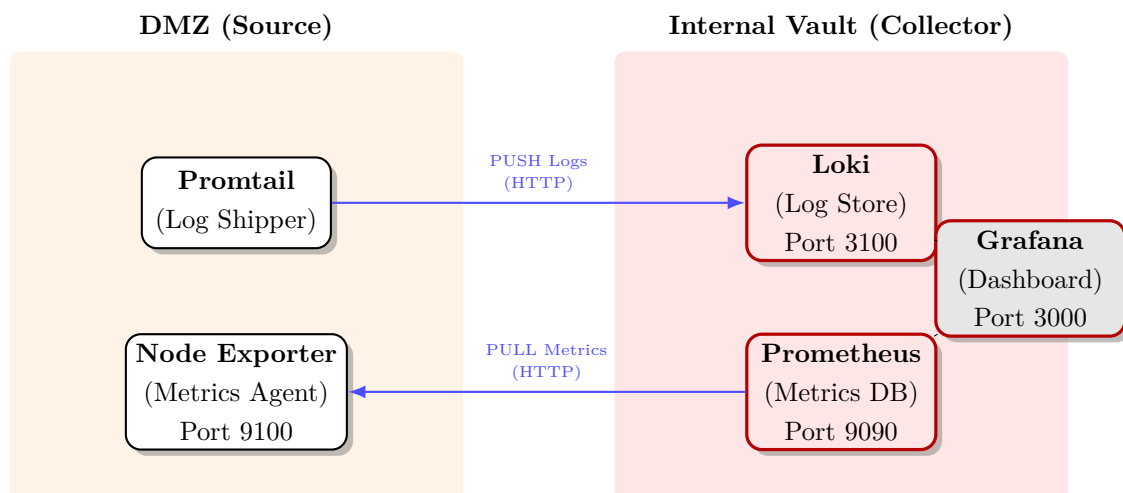 DMZ (Source)
Internal Vault (Collector)
Promtail
(Log Shipper)
PUSH Logs
(HTTP)
Loki
(Log Store)
Port 3100
Grafana
(Dashboard)
Port 3000
Node Exporter
(Metrics Agent)
Port 9100
PULL Metrics
(HTTP)
Prometheus
(Metrics DB)
Port 9090